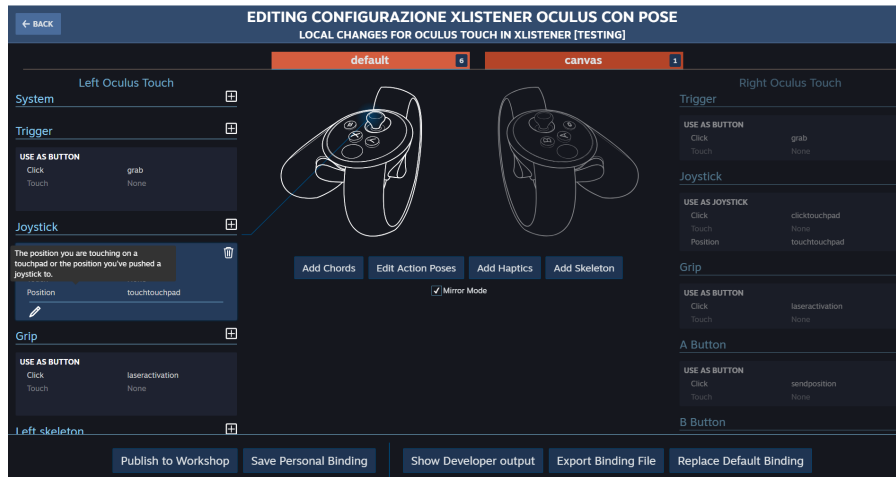 ← BACK
EDITING CONFIGURAZIONE XLISTENER OCULUS CON POSE
LOCAL CHANGES FOR OCULUS TOUCH IN XLISTENER [TESTING]
default 6
canvas 1
Left Oculus Touch
System
Trigger
USE AS BUTTON
Click grab
Touch None
Joystick
The position you are touching on a
touchpad or the position you've pushed a
joystick to.
Position touchtouchpad
Grip
USE AS BUTTON
Click laseractivation
Touch None
Left skeleton
Add Chords
Edit Action Poses
Add Haptics
Add Skeleton
Mirror Mode
Right Oculus Touch
Trigger
USE AS BUTTON
Click grab
Touch None
Joystick
USE AS JOYSTICK
Click clicktouchpad
Touch None
Position touchtouchpad
Grip
USE AS BUTTON
Click laseractivation
Touch None
A Button
USE AS BUTTON
Click sendposition
Touch None
B Button
Publish to Workshop
Save Personal Binding
Show Developer output
Export Binding File
Replace Default Binding